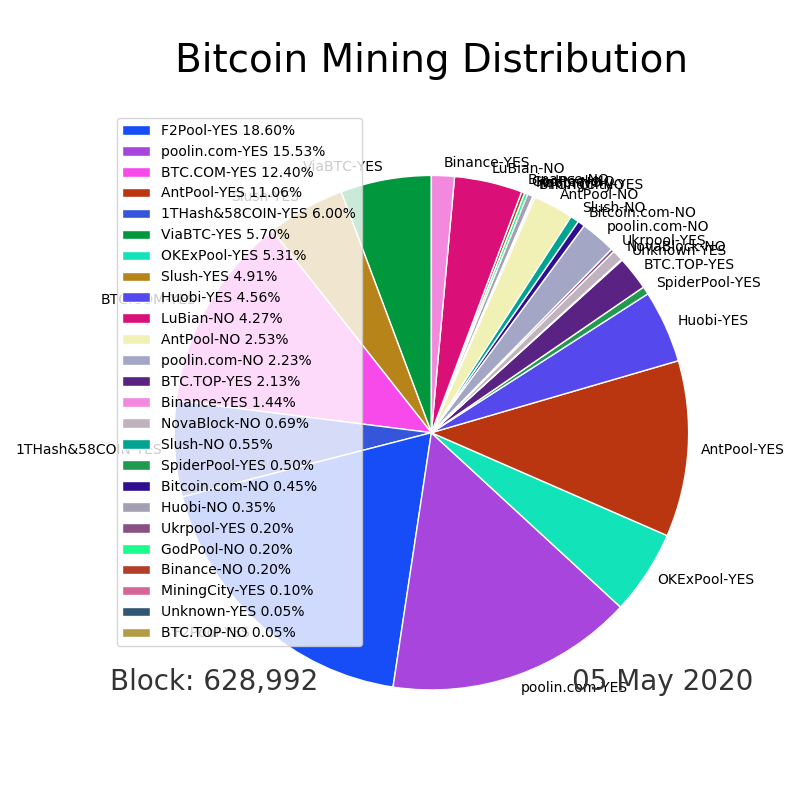 Bitcoin Mining Distribution
F2Pool-YES 18.60%
poolin.com-YES 15.53%
BTC.COM-YES 12.40%
AntPool-YES 11.06%
1THash&58COIN-YES 6.00%
ViaBTC-YES 5.70%
OKExPool-YES 5.31%
Slush-YES 4.91%
Huobi-YES 4.56%
LuBian-NO 4.27%
AntPool-NO 2.53%
poolin.com-NO 2.23%
BTC.TOP-YES 2.13%
Binance-YES 1.44%
NovaBlock-NO 0.69%
Slush-NO 0.55%
SpiderPool-YES 0.50%
Bitcoin.com-NO 0.45%
Huobi-NO 0.35%
Ukrpool-YES 0.20%
GodPool-NO 0.20%
Binance-NO 0.20%
MiningCity-YES 0.10%
Unknown-YES 0.05%
BTC.TOP-NO 0.05%
ViaBTC-YES
Slush-YES
1THash&58COIN-YES
Binance-YES
LuBian-NO
Binance-NO
AntPool-NO
Slush-NO
Bitcoin.com-NO
poolin.com-NO
Ukrpool-YES
NovaBlock-NO
Unknown-YES
BTC.TOP-YES
SpiderPool-YES
Huobi-YES
AntPool-YES
OKExPool-YES
poolin.com-YES
Block: 628,992
05 May 2020